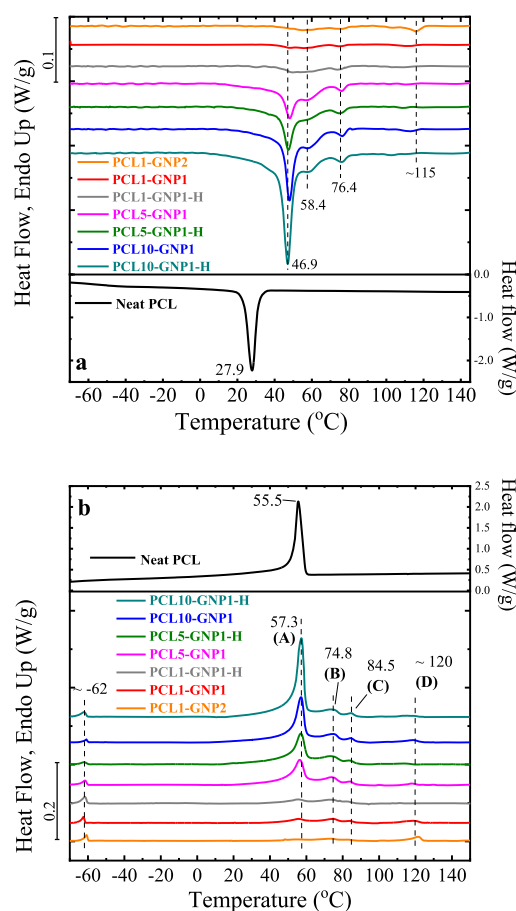 0.1
Heat Flow, Endo Up (W/g)
PCL1-GNP2
PCL1-GNP1
PCL1-GNP1-H
PCL5-GNP1
PCL5-GNP1-H
PCL10-GNP1
PCL10-GNP1-H
46.9
58.4
76.4
~115
Neat PCL
27.9
a
0.0
-1.0
-2.0
Heat flow (W/g)
-60 -40 -20 0 20 40 60 80 100 120 140
Temperature (°C)
b
55.5
Neat PCL
2.5
2.0
1.5
1.0
0.5
0.0
Heat flow (W/g)
Heat Flow, Endo Up (W/g)
0.2
PCL10-GNP1-H
PCL10-GNP1
PCL5-GNP1-H
PCL5-GNP1
PCL1-GNP1-H
PCL1-GNP1
PCL1-GNP2
~ -62
57.3
(A)
74.8
(B)
84.5
(C)
~ 120
(D)
-60 -40 -20 0 20 40 60 80 100 120 140
Temperature (°C)